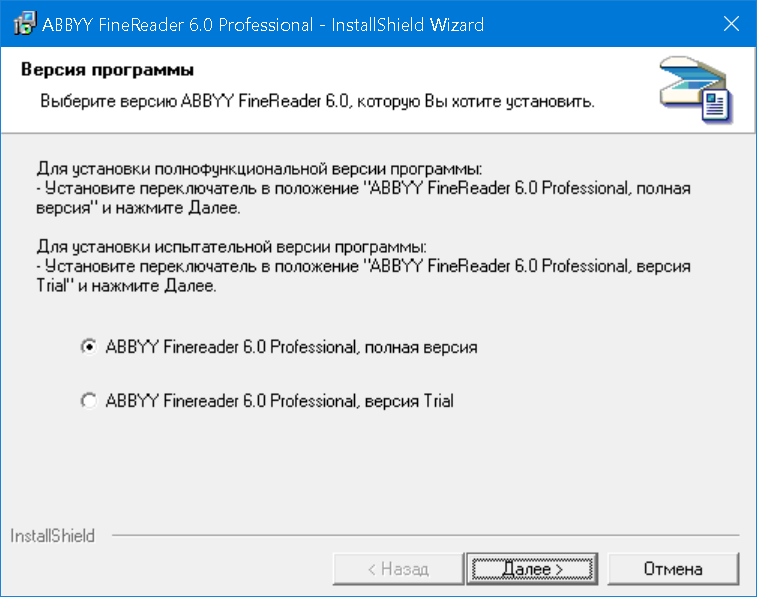 ABBYY FineReader 6.0 Professional - InstallShield Wizard
Версия программы
Выберите версию ABBYY FineReader 6.0, которую Вы хотите установить.
Для установки полнофункциональной версии программы:
- Установите переключатель в положение "ABBYY FineReader 6.0 Professional, полная
версия" и нажмите Далее.
Для установки испытательной версии программы:
- Установите переключатель в положение "ABBYY FineReader 6.0 Professional, версия
Trial" и нажмите Далее.
ABBYY Finereader 6.0 Professional, полная версия
ABBYY Finereader 6.0 Professional, версия Trial
InstallShield
< Назад Далее > Отмена